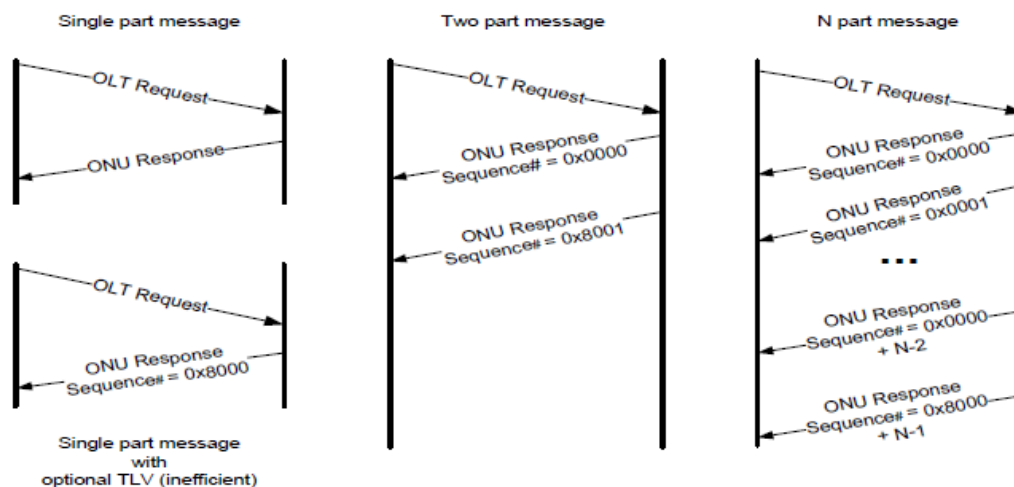 Single part message
OLT Request
ONU Response
OLT Request
ONU Response
Sequence# = 0x8000
Single part message
with
optional TLV (inefficient)
Two part message
OLT Request
ONU Response
Sequence# = 0x0000
ONU Response
Sequence# = 0x8001
N part message
OLT Request
ONU Response
Sequence# = 0x0000
ONU Response
Sequence# = 0x0001
...
ONU Response
Sequence# = 0x0000
+ N-2
ONU Response
Sequence# = 0x8000
+ N-1